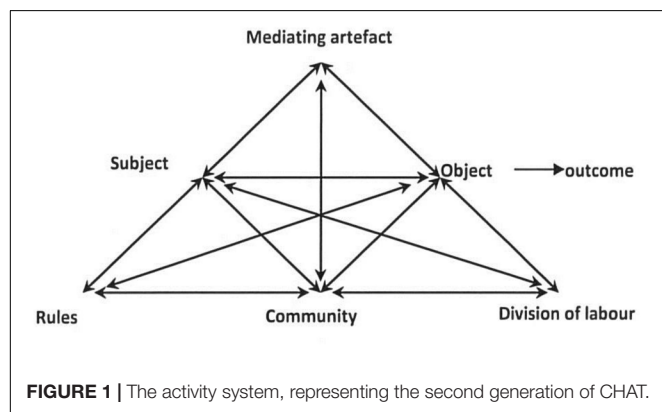 Mediating artefact
Subject
Object
outcome
Rules
Community
Division of labour
FIGURE 1 | The activity system, representing the second generation of CHAT.